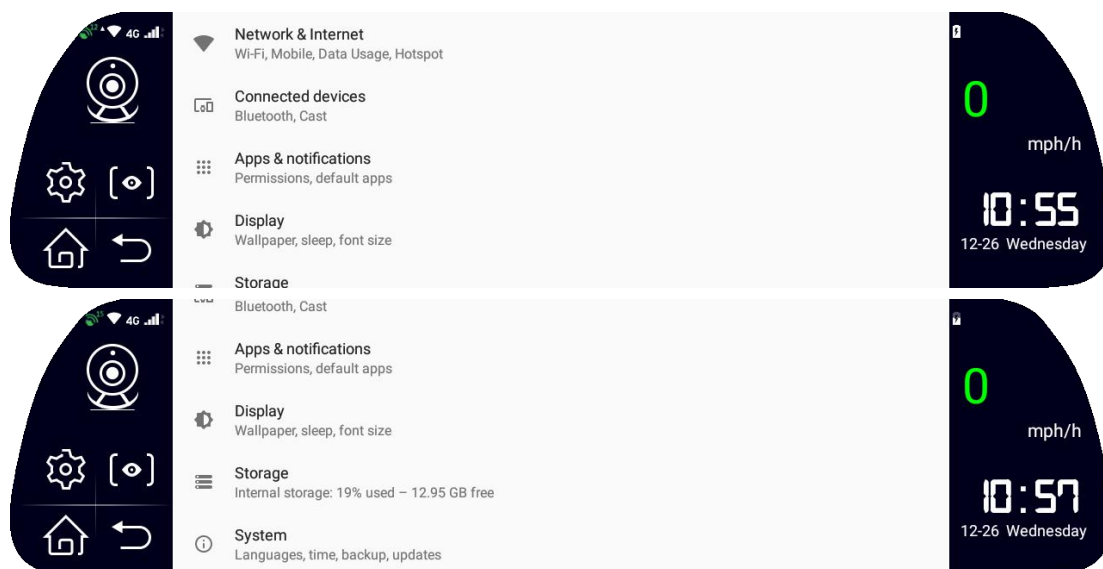 12
4G
Network & Internet
Wi-Fi, Mobile, Data Usage, Hotspot
Connected devices
Bluetooth, Cast
Apps & notifications
Permissions, default apps
Display
Wallpaper, sleep, font size
Storage
0
mph/h
10:55
12-26 Wednesday
15
4G
Bluetooth, Cast
Apps & notifications
Permissions, default apps
Display
Wallpaper, sleep, font size
Storage
Internal storage: 19% used – 12.95 GB free
System
Languages, time, backup, updates
0
mph/h
10:57
12-26 Wednesday